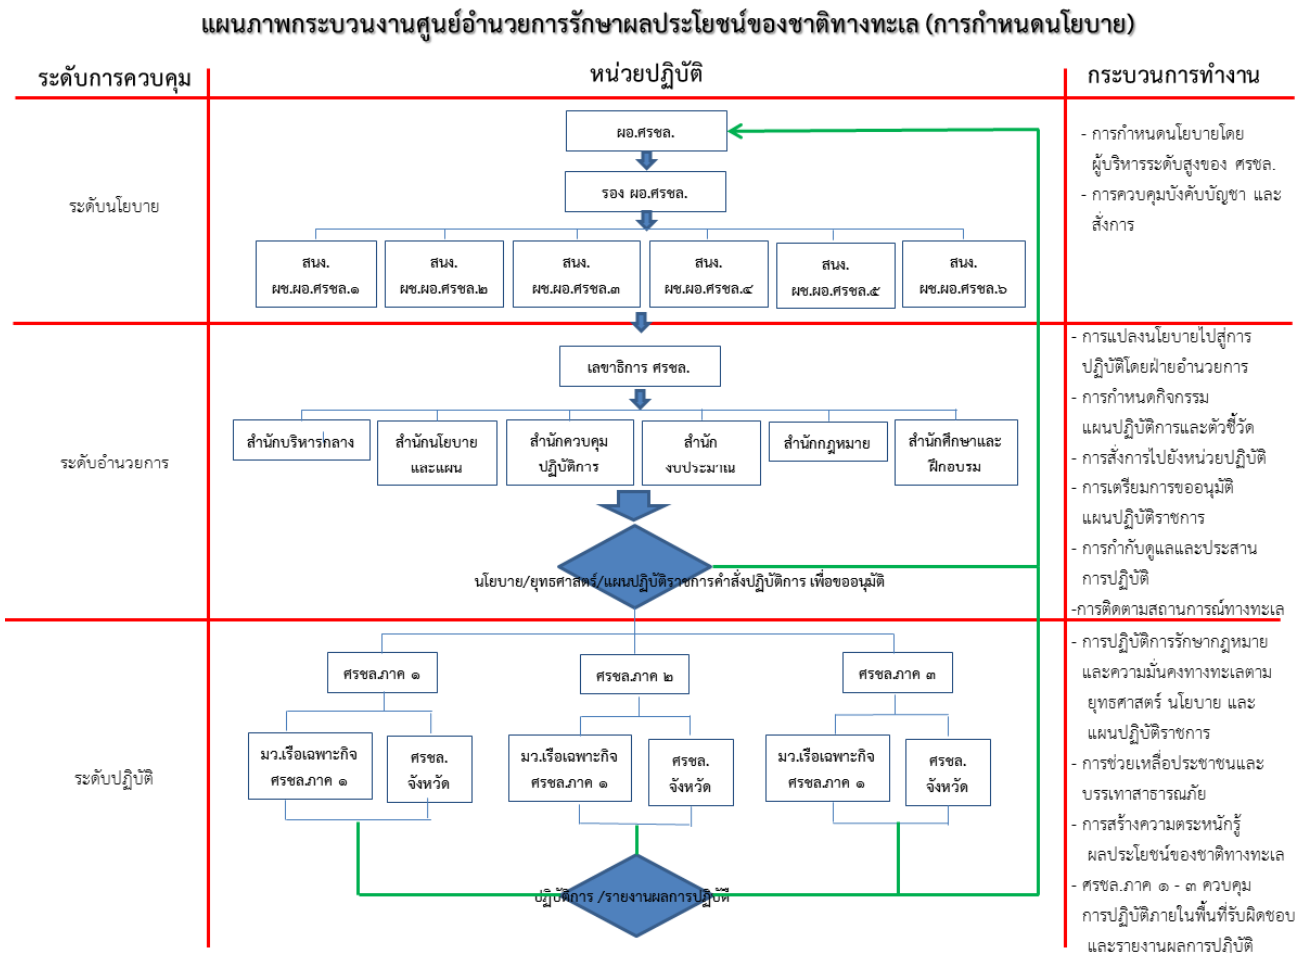 แผนภาพกระบวนงานศูนย์อำนวยการรักษาผลประโยชน์ของชาติทางทะเล (การกำหนดนโยบาย)
ระดับการควบคุม
หน่วยปฏิบัติ
กระบวนการทำงาน
ระดับนโยบาย
ผอ.ศรชล.
รอง ผอ.ศรชล.
สนง.
ผช.ผอ.ศรชล.๑
สนง.
ผช.ผอ.ศรชล.๒
สนง.
ผช.ผอ.ศรชล.๓
สนง.
ผช.ผอ.ศรชล.๔
สนง.
ผช.ผอ.ศรชล.๕
สนง.
ผช.ผอ.ศรชล.๖
- การกำหนดนโยบายโดย
ผู้บริหารระดับสูงของ ศรชล.
- การควบคุมบังคับบัญชา และ
สั่งการ
ระดับอำนวยการ
เลขาธิการ ศรชล.
สำนักบริหารกลาง
สำนักนโยบาย
และแผน
สำนักควบคุม
ปฏิบัติการ
สำนัก
งบประมาณ
สำนักกฎหมาย
สำนักศึกษาและ
ฝึกอบรม
นโยบาย/ยุทธศาสตร์/แผนปฏิบัติราชการคำสั่งปฏิบัติการ เพื่อขออนุมัติ
- การแปลงนโยบายไปสู่การ
ปฏิบัติโดยฝ่ายอำนวยการ
- การกำหนดกิจกรรม
แผนปฏิบัติการและตัวชี้วัด
- การสั่งการไปยังหน่วยปฏิบัติ
- การเตรียมการขออนุมัติ
แผนปฏิบัติราชการ
- การกำกับดูแลและประสาน
การปฏิบัติ
-การติดตามสถานการณ์ทางทะเล
ระดับปฏิบัติ
ศรชล.ภาค ๑
ศรชล.ภาค ๒
ศรชล.ภาค ๓
มว.เรือเฉพาะกิจ
ศรชล.ภาค ๑
ศรชล.
จังหวัด
มว.เรือเฉพาะกิจ
ศรชล.ภาค ๑
ศรชล.
จังหวัด
มว.เรือเฉพาะกิจ
ศรชล.ภาค ๑
ศรชล.
จังหวัด
ปฏิบัติการ /รายงานผลการปฏิบัติ
- การปฏิบัติการรักษากฎหมาย
และความมั่นคงทางทะเลตาม
ยุทธศาสตร์ นโยบาย และ
แผนปฏิบัติราชการ
- การช่วยเหลื่อประชาชนและ
บรรเทาสาธารณภัย
- การสร้างความตระหนักรู้
ผลประโยชน์ของชาติทางทะเล
- ศรชล.ภาค ๑ - ๓ ควบคุม
การปฏิบัติภายในพื้นที่รับผิดชอบ
และรายงานผลการปฏิบัติ